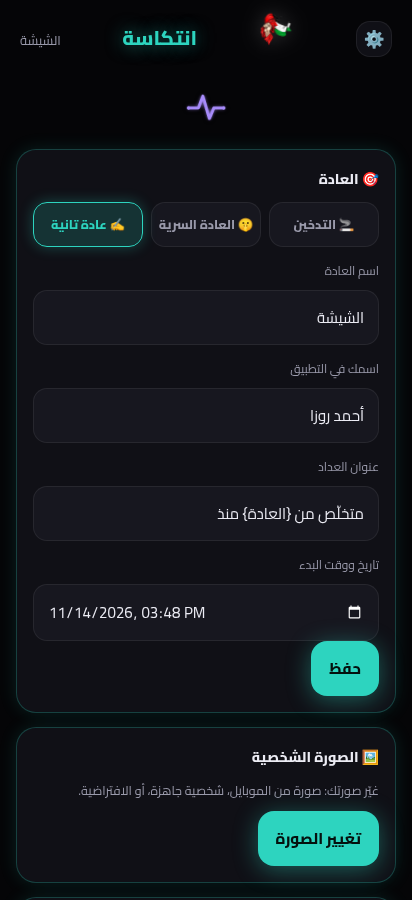 انتكاسة
الشيشة
🎯 العادة
🚬 التدخين
🤫 العادة السرية
✍️ عادة تانية
اسم العادة
الشيشة
اسمك في التطبيق
أحمد روزا
عنوان العداد
متخلّص من {العادة} منذ
تاريخ ووقت البدء
11/14/2026, 03:48 PM
حفظ
🖼️ الصورة الشخصية
غيّر صورتك: صورة من الموبايل، شخصية جاهزة، أو الافتراضية.
تغيير الصورة